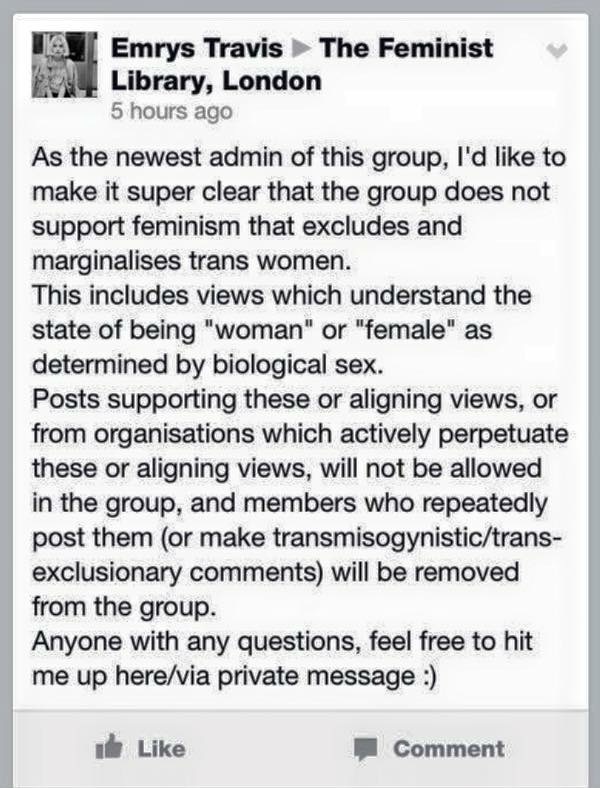 Emrys Travis ▶ The Feminist
Library, London
5 hours ago
As the newest admin of this group, I'd like to
make it super clear that the group does not
support feminism that excludes and
marginalises trans women.
This includes views which understand the
state of being "woman" or "female" as
determined by biological sex.
Posts supporting these or aligning views, or
from organisations which actively perpetuate
these or aligning views, will not be allowed
in the group, and members who repeatedly
post them (or make transmisogynistic/trans-
exclusionary comments) will be removed
from the group.
Anyone with any questions, feel free to hit
me up here/via private message :)
Like Comment